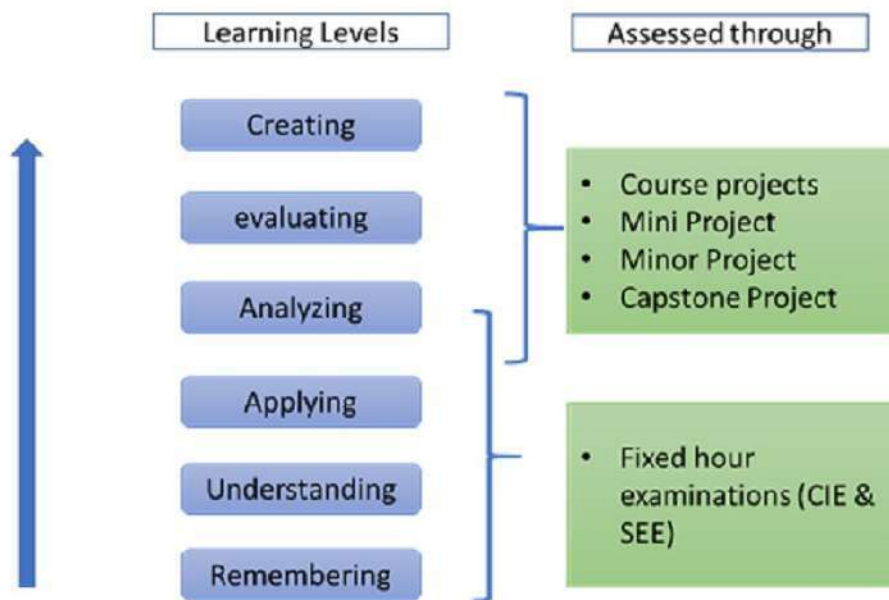 Learning Levels
Assessed through
Creating
evaluating
Analyzing
Applying
Understanding
Remembering
• Course projects
• Mini Project
• Minor Project
• Capstone Project
• Fixed hour
examinations (CIE &
SEE)